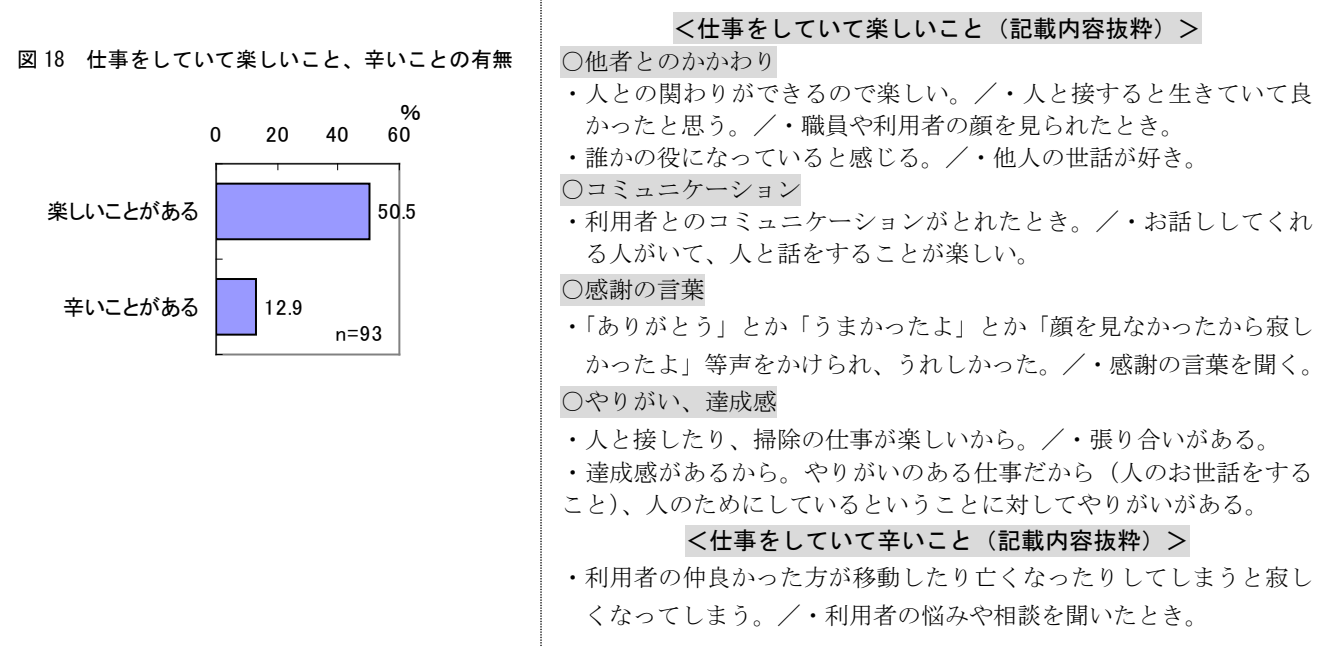 図 18　仕事をしていて楽しいこと、辛いことの有無
%
0 20 40 60
楽しいことがある 50.5
辛いことがある 12.9
n=93
＜仕事をしていて楽しいこと（記載内容抜粋）＞
○他者とのかかわり
・人との関わりができるので楽しい。／・人と接すると生きていて良
かったと思う。／・職員や利用者の顔を見られたとき。
・誰かの役になっていると感じる。／・他人の世話が好き。
○コミュニケーション
・利用者とのコミュニケーションがとれたとき。／・お話ししてくれ
る人がいて、人と話をすることが楽しい。
○感謝の言葉
・「ありがとう」とか「うまかったよ」とか「顔を見なかったから寂し
かったよ」等声をかけられ、うれしかった。／・感謝の言葉を聞く。
○やりがい、達成感
・人と接したり、掃除の仕事が楽しいから。／・張り合いがある。
・達成感があるから。やりがいのある仕事だから（人のお世話をする
こと）、人のためにしているということに対してやりがいがある。
＜仕事をしていて辛いこと（記載内容抜粋）＞
・利用者の仲良かった方が移動したり亡くなったりしてしまうと寂し
くなってしまう。／・利用者の悩みや相談を聞いたとき。